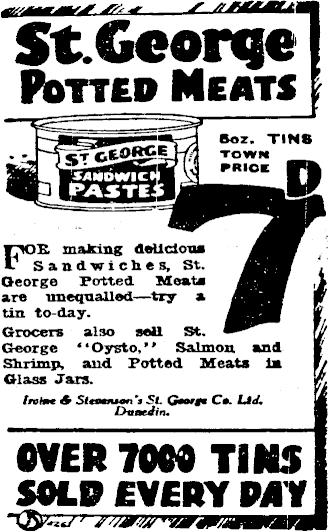 St. George
POTTED MEATS
ST GEORGE
SANDWICH
PASTES
6oz. TINS
TOWN
PRICE
7D
FOR making delicious
Sandwiches, St.
George Potted Meats
are unequalled—try a
tin to-day.
Grocers also sell St.
George "Oysto," Salmon and
Shrimp, and Potted Meats in
Glass Jars.
Irvine & Stevenson's St. George Co. Ltd.
Dunedin.
OVER 7000 TINS
SOLD EVERY DAY